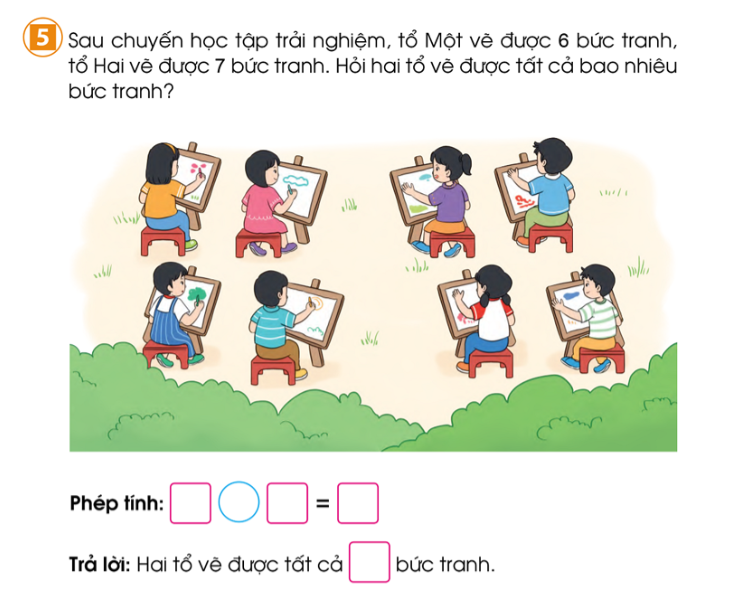 5 Sau chuyến học tập trải nghiệm, tổ Một vẽ được 6 bức tranh,
tổ Hai vẽ được 7 bức tranh. Hỏi hai tổ vẽ được tất cả bao nhiêu
bức tranh?
Phép tính: =
Trả lời: Hai tổ vẽ được tất cả bức tranh.